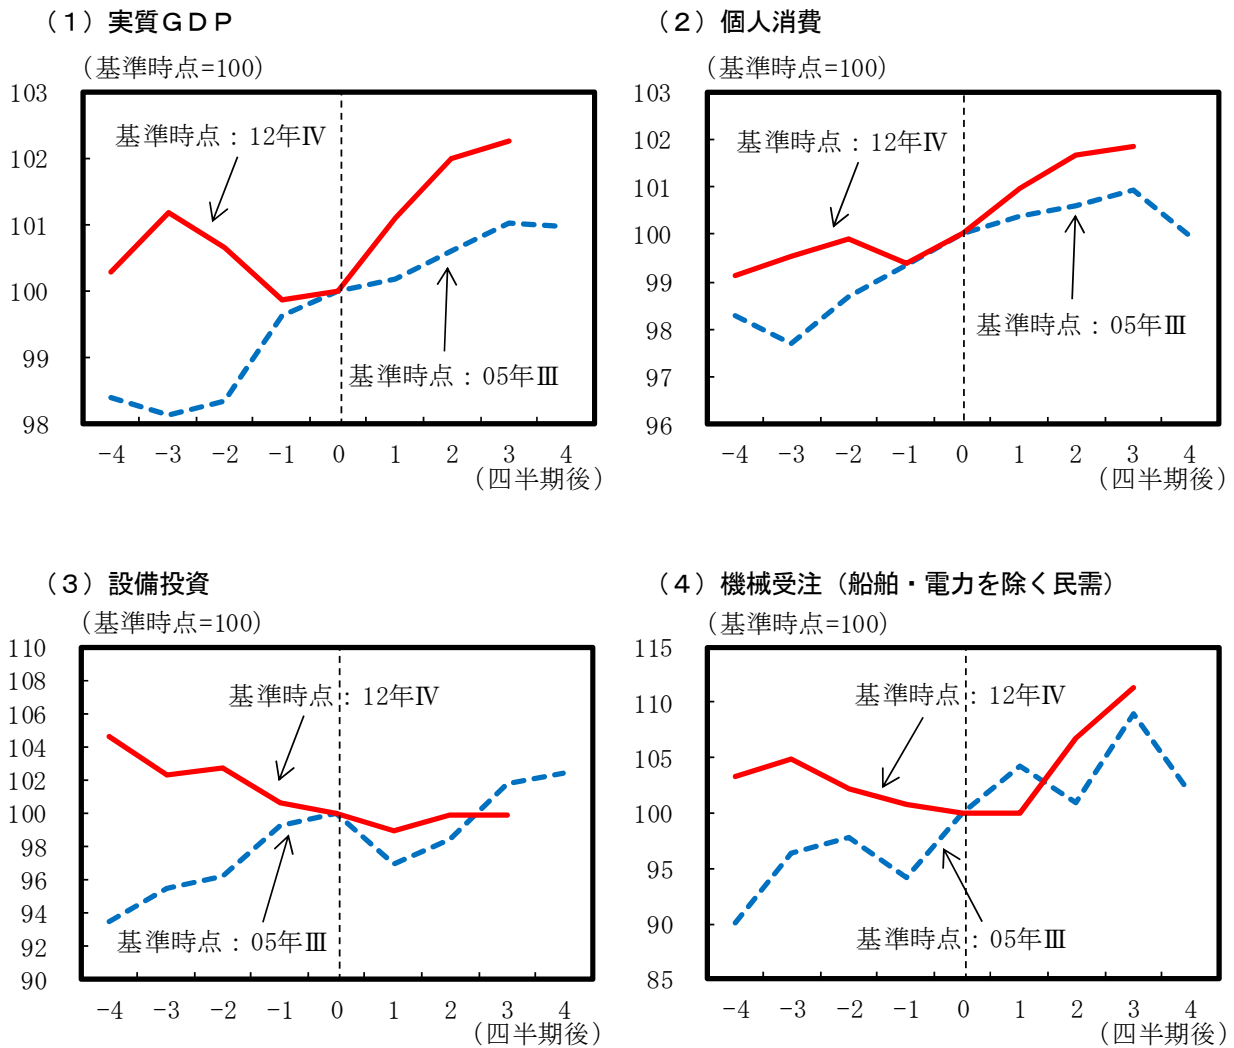 （１）実質ＧＤＰ
（基準時点=100）
103
102
101
100
99
98
基準時点：12年Ⅳ
基準時点：05年Ⅲ
-4 -3 -2 -1 0 1 2 3 4
（四半期後）
（２）個人消費
（基準時点=100）
103
102
101
100
99
98
97
96
基準時点：12年Ⅳ
基準時点：05年Ⅲ
-4 -3 -2 -1 0 1 2 3 4
（四半期後）
（３）設備投資
（基準時点=100）
110
108
106
104
102
100
98
96
94
92
90
基準時点：12年Ⅳ
基準時点：05年Ⅲ
-4 -3 -2 -1 0 1 2 3 4
（四半期後）
（４）機械受注（船舶・電力を除く民需）
（基準時点=100）
115
110
105
100
95
90
85
基準時点：12年Ⅳ
基準時点：05年Ⅲ
-4 -3 -2 -1 0 1 2 3 4
（四半期後）